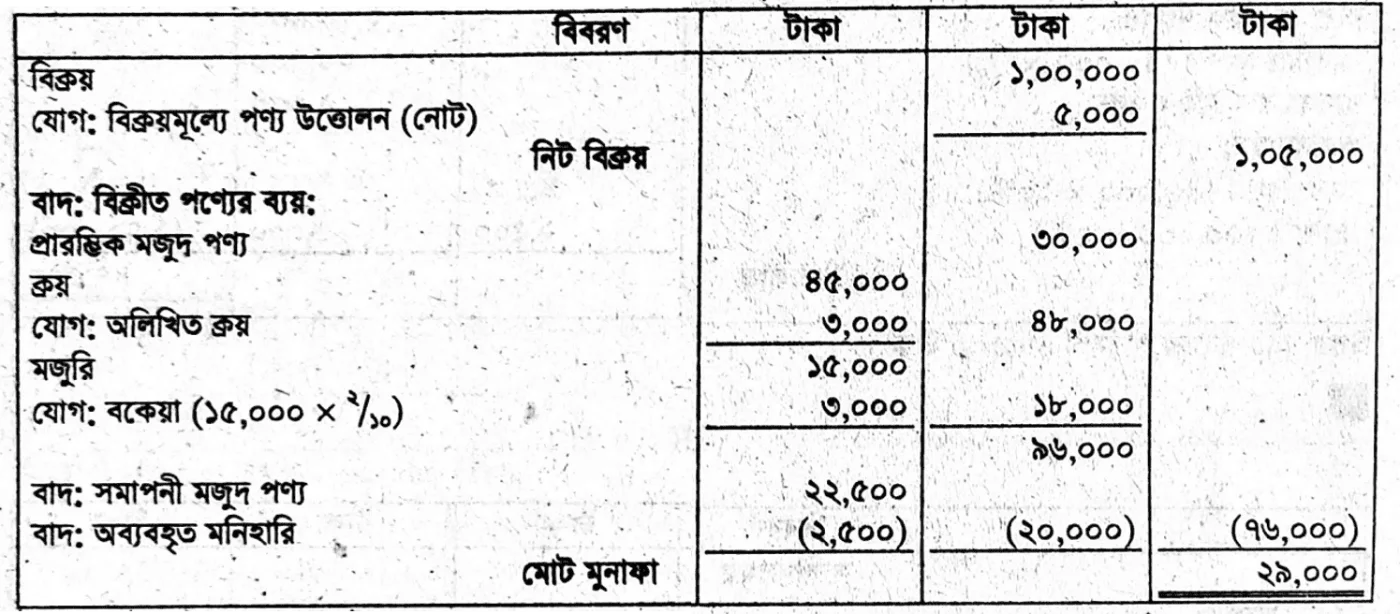 বিবরণ টাকা টাকা টাকা
বিক্রয় ১,০০,০০০
যোগ: বিক্রয়মূল্যে পণ্য উত্তোলন (নোট) ৫,০০০
নিট বিক্রয় ১,০৫,০০০
বাদ: বিক্রীত পণ্যের ব্যয়:
প্রারম্ভিক মজুদ পণ্য ৩০,০০০
ক্রয় ৪৫,০০০
যোগ: অলিখিত ক্রয় ৩,০০০ ৪৮,০০০
মজুরি ১৫,০০০
যোগ: বকেয়া (১৫,০০০ × ২/১০) ৩,০০০ ১৮,০০০
৯৬,০০০
বাদ: সমাপনী মজুদ পণ্য ২২,৫০০
বাদ: অব্যবহৃত মনিহারি (২,৫০০) (২০,০০০) (৭৬,০০০)
মোট মুনাফা ২৯,০০০